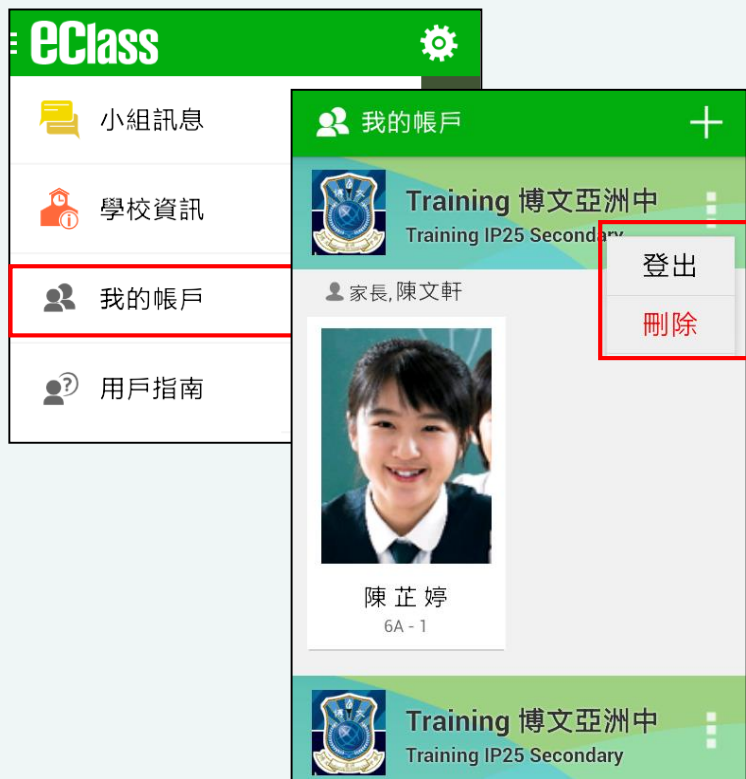 eClass
小組訊息
學校資訊
我的帳戶
用戶指南
我的帳戶
Training 博文亞洲中
Training IP25 Secondary
登出
刪除
家長, 陳文軒
陳芷婷
6A - 1
Training 博文亞洲中
Training IP25 Secondary